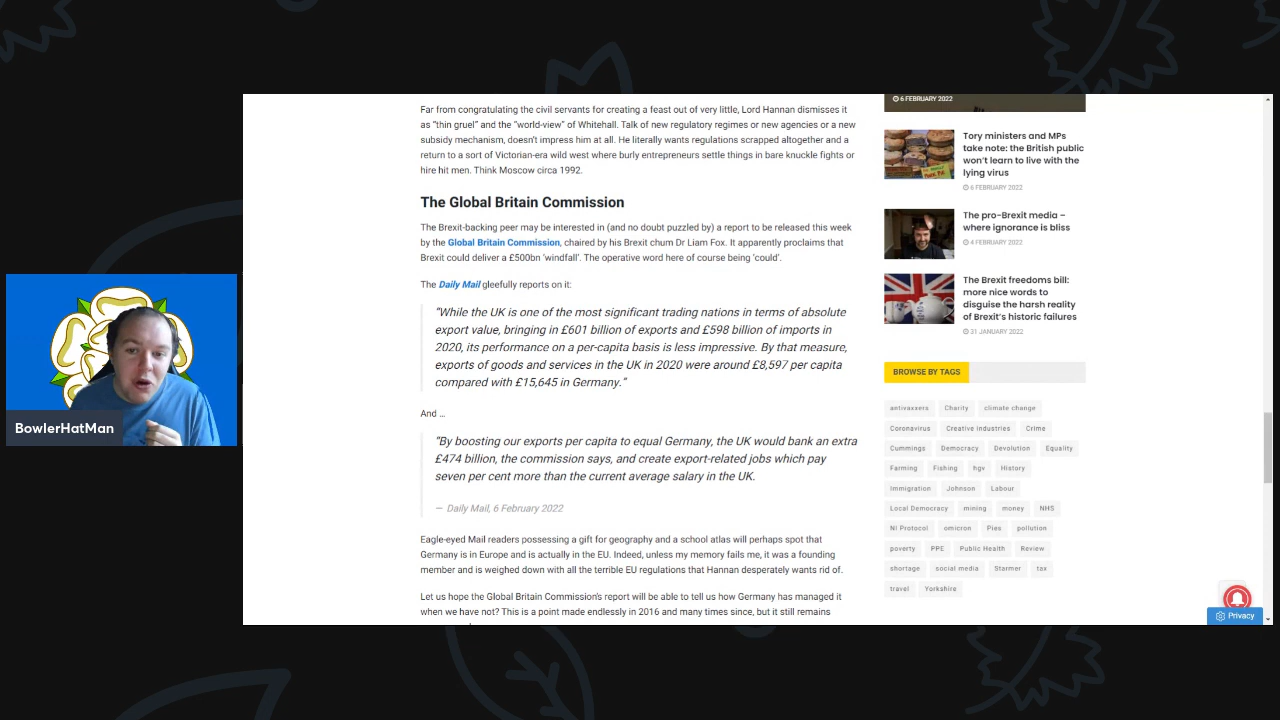 Far from congratulating the civil servants for creating a feast out of very little, Lord Hannan dismisses it
as “thin gruel” and the “world-view” of Whitehall. Talk of new regulatory regimes or new agencies or a new
subsidy mechanism, doesn’t impress him at all. He literally wants regulations scrapped altogether and a
return to a sort of Victorian-era wild west where burly entrepreneurs settle things in bare knuckle fights or
hire hit men. Think Moscow circa 1992.
The Global Britain Commission
The Brexit-backing peer may be interested in (and no doubt puzzled by) a report to be released this week
by the Global Britain Commission, chaired by his Brexit chum Dr Liam Fox. It apparently proclaims that
Brexit could deliver a £500bn ‘windfall’. The operative word here of course being ‘could’.
The Daily Mail gleefully reports on it:
“While the UK is one of the most significant trading nations in terms of absolute
export value, bringing in £601 billion of exports and £598 billion of imports in
2020, its performance on a per-capita basis is less impressive. By that measure,
exports of goods and services in the UK in 2020 were around £8,597 per capita
compared with £15,645 in Germany.”
And …
“By boosting our exports per capita to equal Germany, the UK would bank an extra
£474 billion, the commission says, and create export-related jobs which pay
seven per cent more than the current average salary in the UK.
— Daily Mail, 6 February 2022
Eagle-eyed Mail readers possessing a gift for geography and a school atlas will perhaps spot that
Germany is in Europe and is actually in the EU. Indeed, unless my memory fails me, it was a founding
member and is weighed down with all the terrible EU regulations that Hannan desperately wants rid of.
Let us hope the Global Britain Commission’s report will be able to tell us how Germany has managed it
when we have not? This is a point made endlessly in 2016 and many times since, but it still remains
6 FEBRUARY 2022
Tory ministers and MPs
take note: the British public
won’t learn to live with the
lying virus
6 FEBRUARY 2022
The pro-Brexit media –
where ignorance is bliss
4 FEBRUARY 2022
The Brexit freedoms bill:
more nice words to
disguise the harsh reality
of Brexit’s historic failures
31 JANUARY 2022
BROWSE BY TAGS
antivaxxers Charity climate change
Coronavirus Creative industries Crime
Cummings Democracy Devolution Equality
Farming Fishing hgv History
Immigration Johnson Labour
Local Democracy mining money NHS
NI Protocol omicron Pies pollution
poverty PPE Public Health Review
shortage social media Starmer tax
travel Yorkshire
Privacy
BowlerHatMan